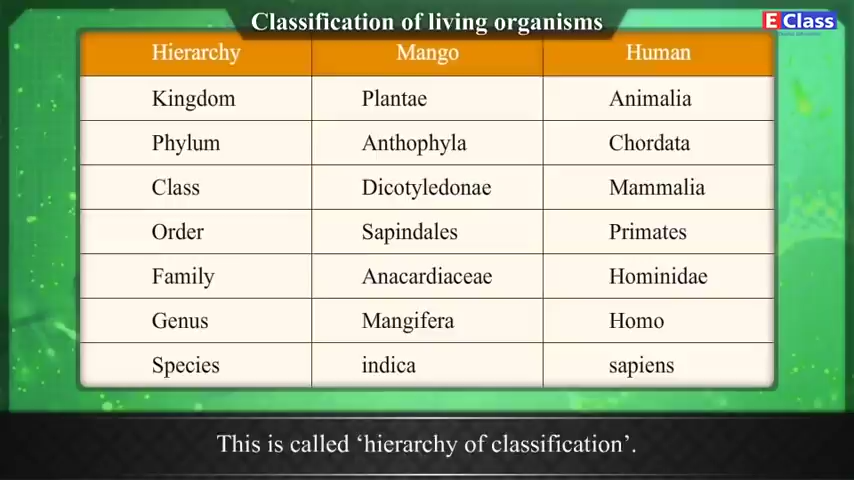 Classification of living organisms
E Class
Hierarchy Mango Human
Kingdom Plantae Animalia
Phylum Anthophyla Chordata
Class Dicotyledonae Mammalia
Order Sapindales Primates
Family Anacardiaceae Hominidae
Genus Mangifera Homo
Species indica sapiens
This is called ‘hierarchy of classification’.